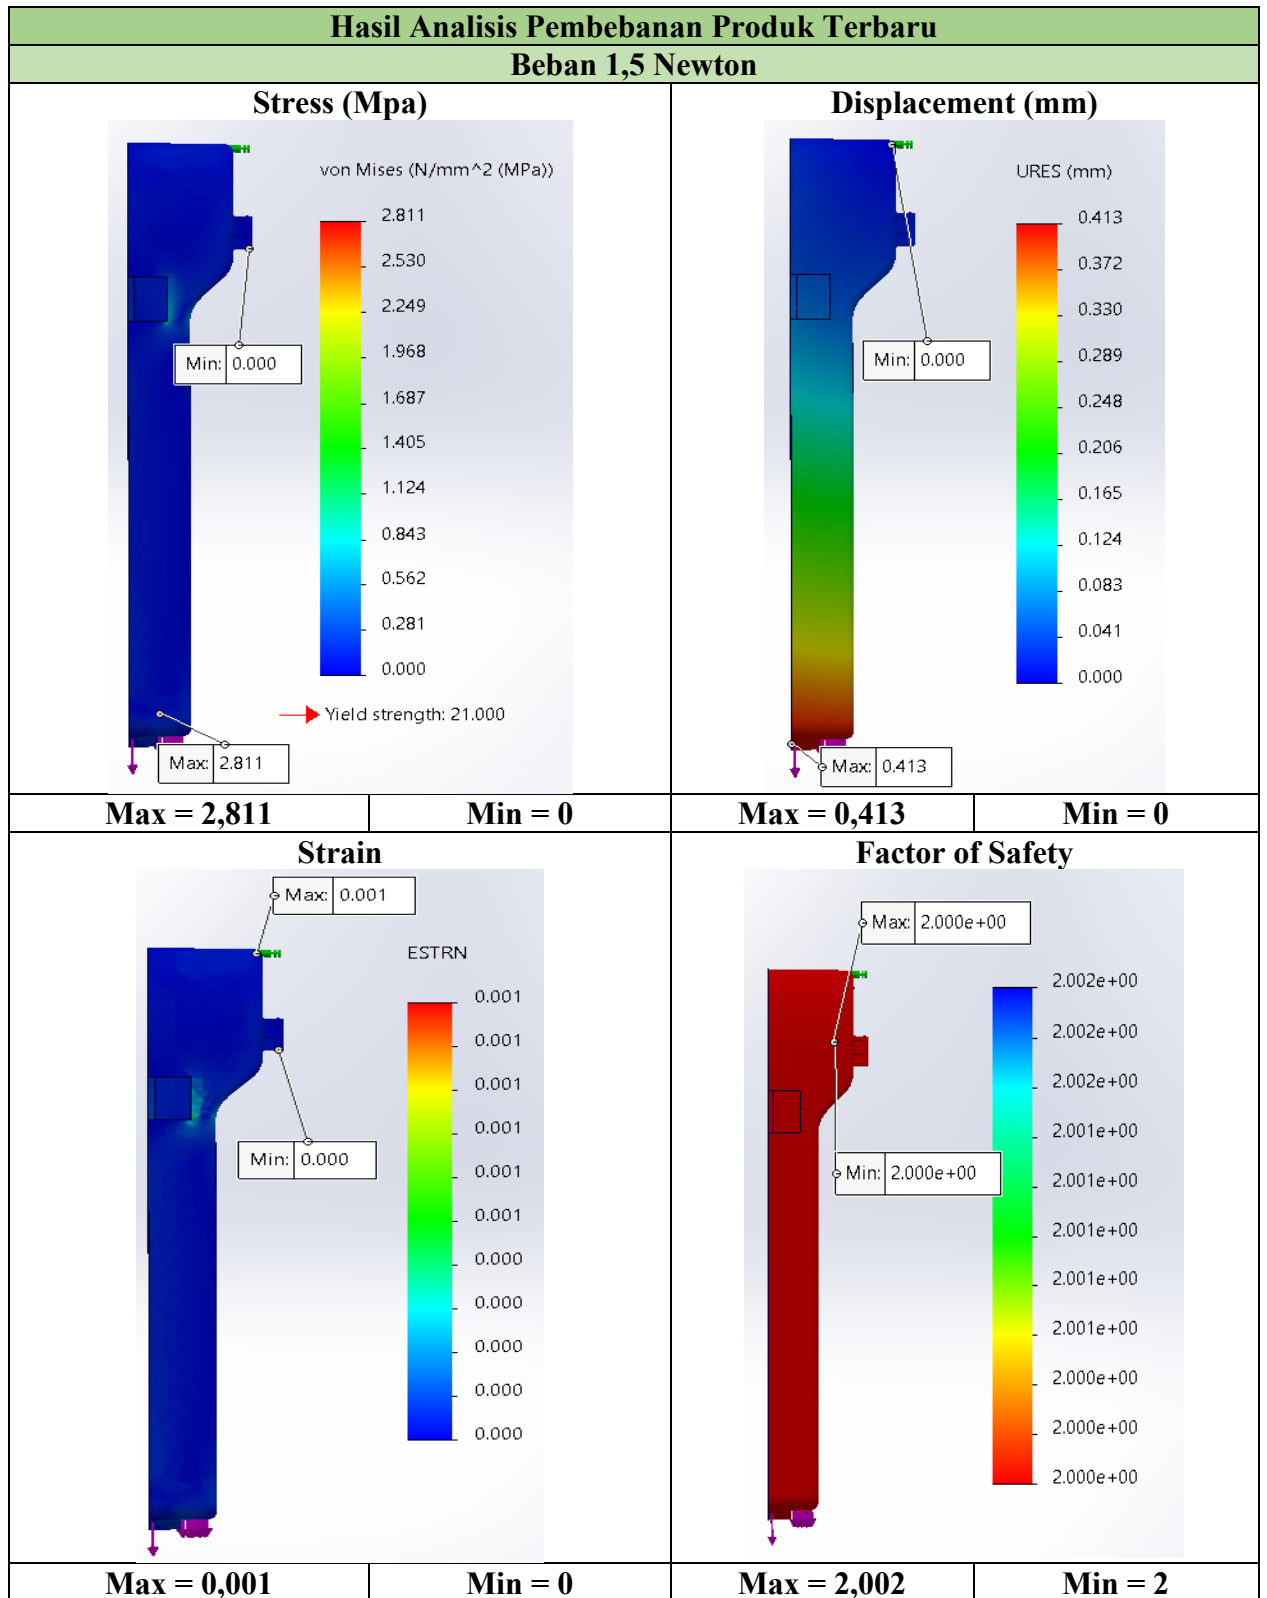 Hasil Analisis Pembebanan Produk Terbaru
Beban 1,5 Newton
Stress (Mpa)
von Mises (N/mm^2 (MPa))
2.811
2.530
2.249
1.968
1.687
1.405
1.124
0.843
0.562
0.281
0.000
Min: 0.000
Yield strength: 21.000
Max: 2.811
Displacement (mm)
URES (mm)
0.413
0.372
0.330
0.289
0.248
0.206
0.165
0.124
0.083
0.041
0.000
Min: 0.000
Max: 0.413
Max = 2,811
Min = 0
Max = 0,413
Min = 0
Strain
Max: 0.001
ESTRN
0.001
0.001
0.001
0.001
0.001
0.001
0.000
0.000
0.000
0.000
0.000
Min: 0.000
Factor of Safety
Max: 2.000e+00
2.002e+00
2.002e+00
2.002e+00
2.001e+00
2.001e+00
2.001e+00
2.001e+00
2.001e+00
2.000e+00
2.000e+00
2.000e+00
Min: 2.000e+00
Max = 0,001
Min = 0
Max = 2,002
Min = 2